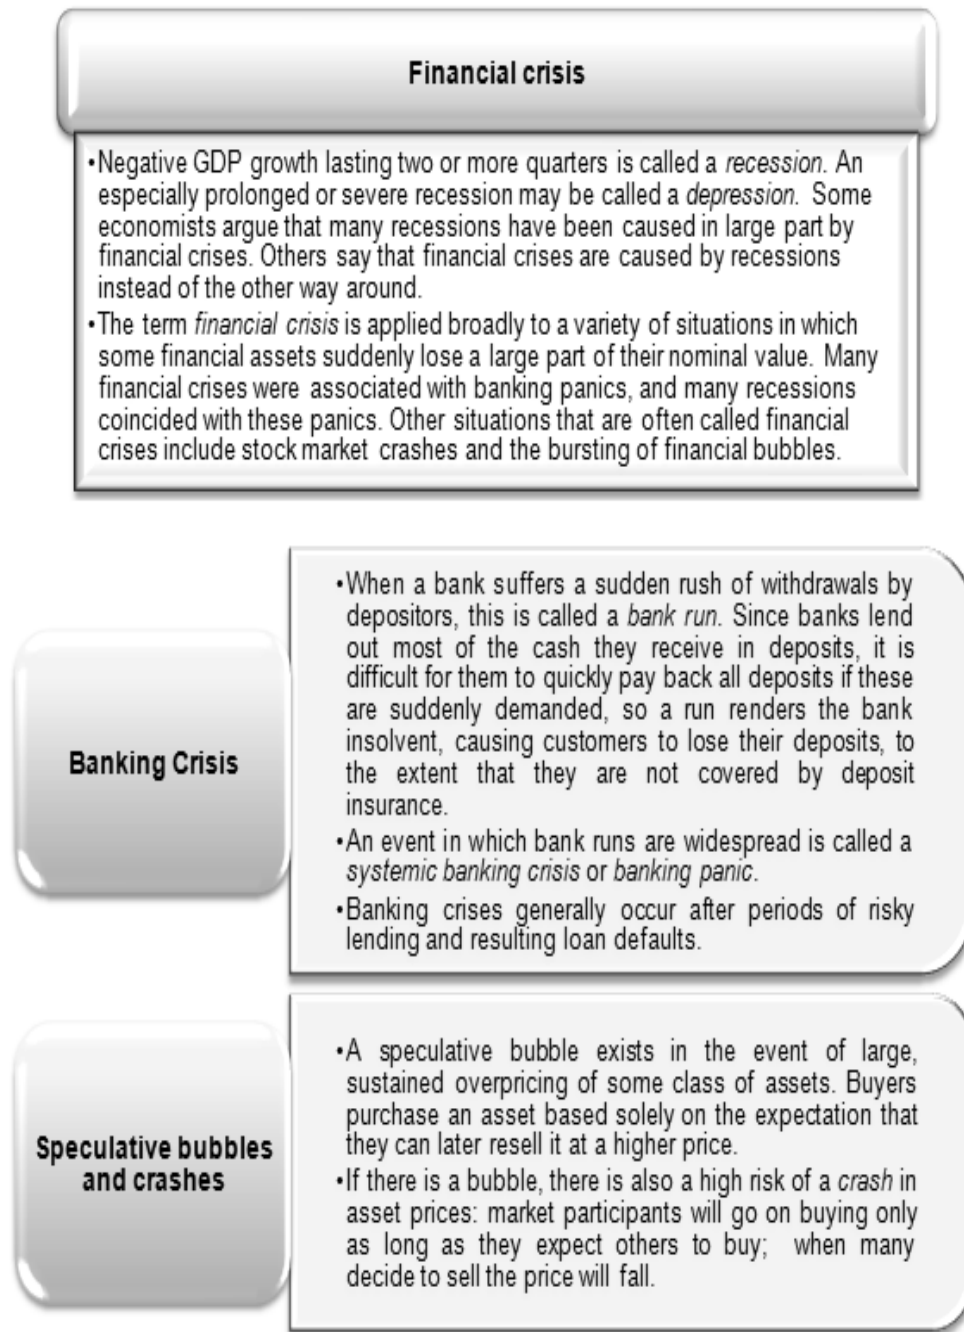 Financial crisis
•Negative GDP growth lasting two or more quarters is called a recession. An
especially prolonged or severe recession may be called a depression. Some
economists argue that many recessions have been caused in large part by
financial crises. Others say that financial crises are caused by recessions
instead of the other way around.
•The term financial crisis is applied broadly to a variety of situations in which
some financial assets suddenly lose a large part of their nominal value. Many
financial crises were associated with banking panics, and many recessions
coincided with these panics. Other situations that are often called financial
crises include stock market crashes and the bursting of financial bubbles.
Banking Crisis
•When a bank suffers a sudden rush of withdrawals by
depositors, this is called a bank run. Since banks lend
out most of the cash they receive in deposits, it is
difficult for them to quickly pay back all deposits if these
are suddenly demanded, so a run renders the bank
insolvent, causing customers to lose their deposits, to
the extent that they are not covered by deposit
insurance.
•An event in which bank runs are widespread is called a
systemic banking crisis or banking panic.
•Banking crises generally occur after periods of risky
lending and resulting loan defaults.
Speculative bubbles
and crashes
•A speculative bubble exists in the event of large,
sustained overpricing of some class of assets. Buyers
purchase an asset based solely on the expectation that
they can later resell it at a higher price.
•If there is a bubble, there is also a high risk of a crash in
asset prices: market participants will go on buying only
as long as they expect others to buy; when many
decide to sell the price will fall.